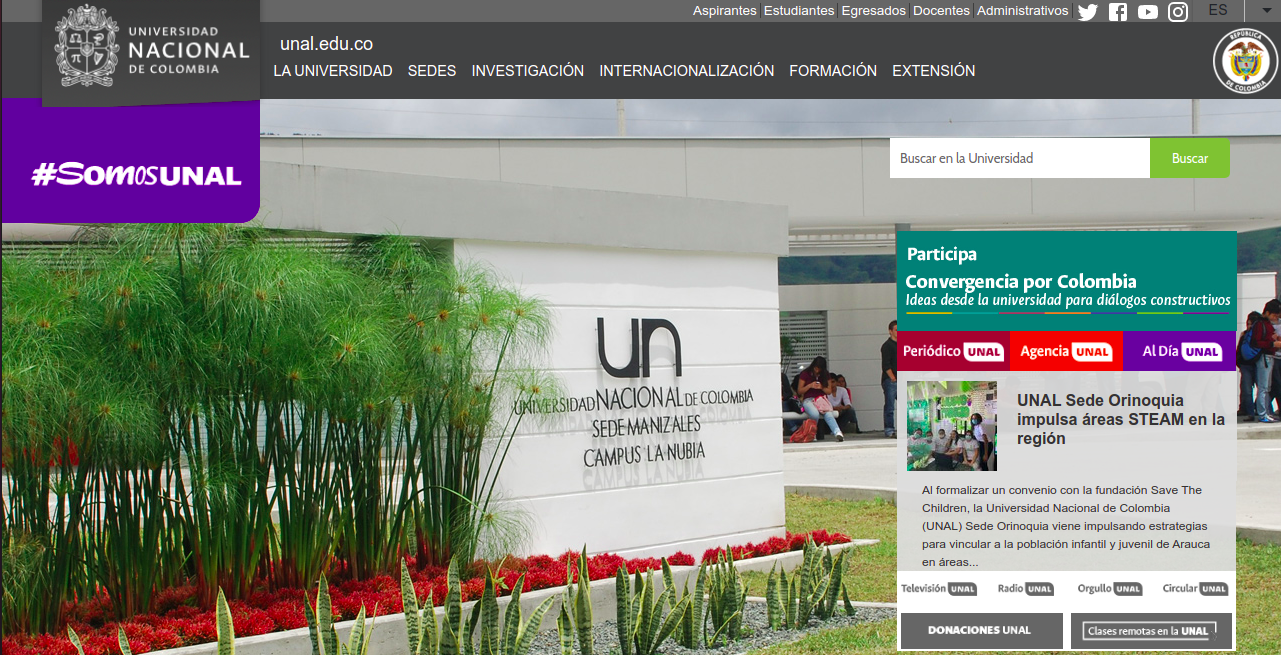 Aspirantes | Estudiantes | Egresados | Docentes | Administrativos ES
UNIVERSIDAD
NACIONAL
DE COLOMBIA
unal.edu.co
LA UNIVERSIDAD SEDES INVESTIGACIÓN INTERNACIONALIZACIÓN FORMACIÓN EXTENSIÓN
REPÚBLICA
DE COLOMBIA
#SOMOSUNAL
Buscar en la Universidad Buscar
Participa
Convergencia por Colombia
Ideas desde la universidad para diálogos constructivos
Periódico UNAL Agencia UNAL Al Día UNAL
un
UNIVERSIDAD NACIONAL DE COLOMBIA
SEDE MANIZALES
CAMPUS LA NUBIA
UNAL Sede Orinoquia
impulsa áreas STEAM en la
región
Al formalizar un convenio con la fundación Save The
Children, la Universidad Nacional de Colombia
(UNAL) Sede Orinoquia viene impulsando estrategias
para vincular a la población infantil y juvenil de Arauca
en áreas...
Televisión UNAL Radio UNAL Orgullo UNAL Circular UNAL
DONACIONES UNAL Clases remotas en la UNAL